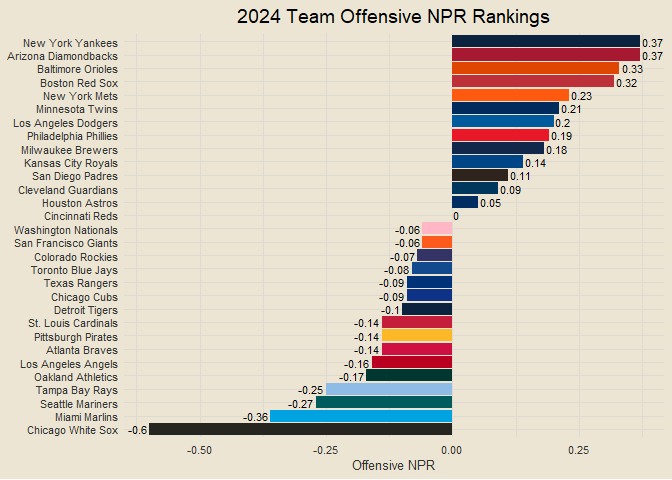 2024 Team Offensive NPR Rankings
New York Yankees 0.37
Arizona Diamondbacks 0.37
Baltimore Orioles 0.33
Boston Red Sox 0.32
New York Mets 0.23
Minnesota Twins 0.21
Los Angeles Dodgers 0.2
Philadelphia Phillies 0.19
Milwaukee Brewers 0.18
Kansas City Royals 0.14
San Diego Padres 0.11
Cleveland Guardians 0.09
Houston Astros 0.05
Cincinnati Reds 0
Washington Nationals -0.06
San Francisco Giants -0.06
Colorado Rockies -0.07
Toronto Blue Jays -0.08
Texas Rangers -0.09
Chicago Cubs -0.09
Detroit Tigers -0.1
St. Louis Cardinals -0.14
Pittsburgh Pirates -0.14
Atlanta Braves -0.14
Los Angeles Angels -0.16
Oakland Athletics -0.17
Tampa Bay Rays -0.25
Seattle Mariners -0.27
Miami Marlins -0.36
Chicago White Sox -0.6
-0.50 -0.25 0.00 0.25
Offensive NPR